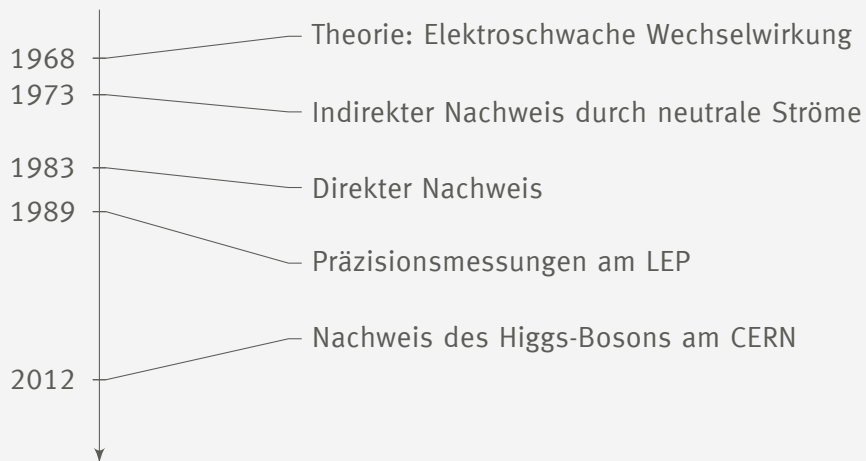 Theorie: Elektroschwache Wechselwirkung
1968
1973
Indirekter Nachweis durch neutrale Ströme
1983
Direkter Nachweis
1989
Präzisionsmessungen am LEP
Nachweis des Higgs-Bosons am CERN
2012